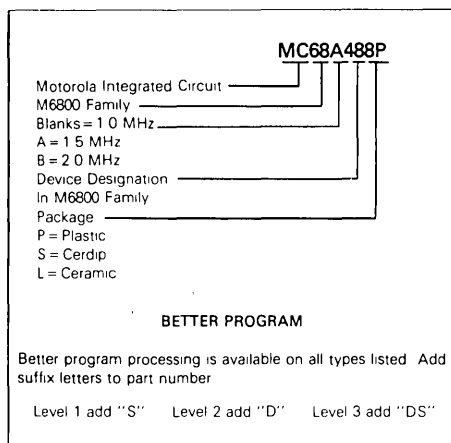 MC68A488P
Motorola Integrated Circuit
M6800 Family
Blanks = 1 0 MHz
A = 1 5 MHz
B = 2 0 MHz
Device Designation
In M6800 Family
Package
P = Plastic
S = Cerdip
L = Ceramic
BETTER PROGRAM
Better program processing is available on all types listed Add
suffix letters to part number
Level 1 add "S" Level 2 add "D" Level 3 add "DS"